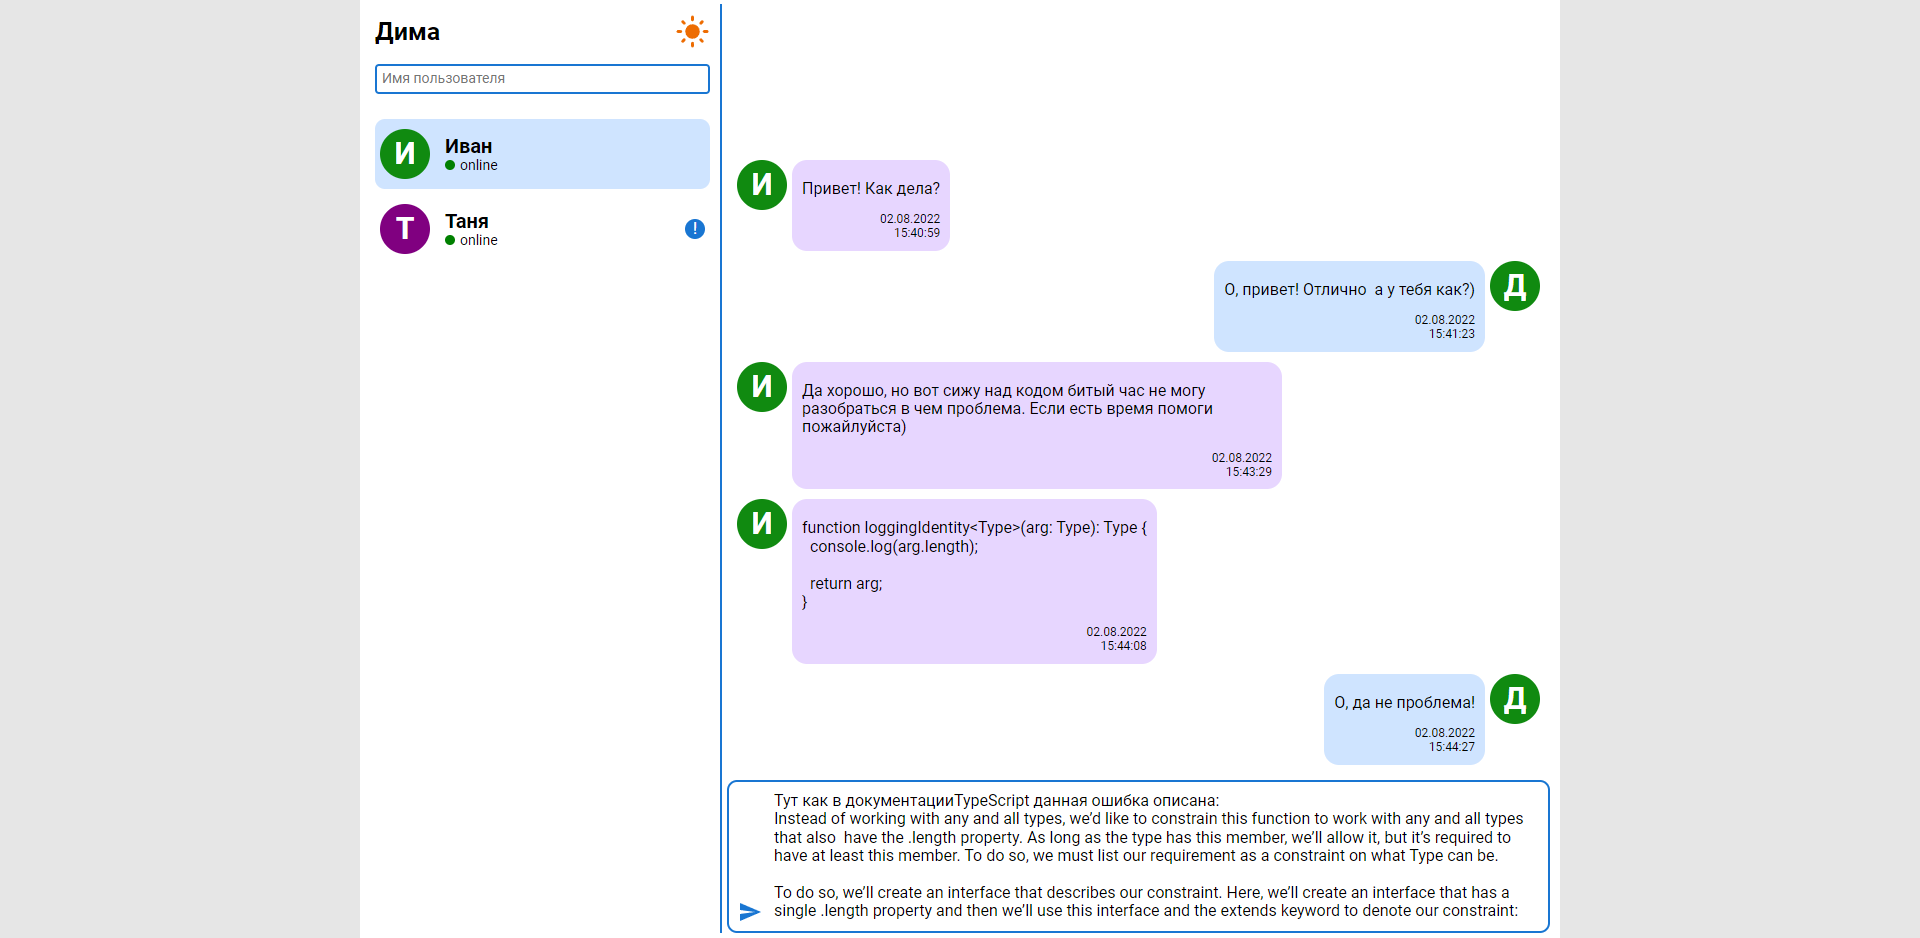 Дима
Имя пользователя
И
Иван
online
Т
Таня
online
!
И
Привет! Как дела?
02.08.2022
15:40:59
О, привет! Отлично  а у тебя как?)
02.08.2022
15:41:23
Д
И
Да хорошо, но вот сижу над кодом битый час не могу
разобраться в чем проблема. Если есть время помоги
пожайлуйста)
02.08.2022
15:43:29
И
function loggingIdentity<Type>(arg: Type): Type {
  console.log(arg.length);
  return arg;
}
02.08.2022
15:44:08
О, да не проблема!
02.08.2022
15:44:27
Д
Тут как в документацииTypeScript данная ошибка описана:
Instead of working with any and all types, we’d like to constrain this function to work with any and all types
that also  have the .length property. As long as the type has this member, we’ll allow it, but it’s required to
have at least this member. To do so, we must list our requirement as a constraint on what Type can be.
To do so, we’ll create an interface that describes our constraint. Here, we’ll create an interface that has a
single .length property and then we’ll use this interface and the extends keyword to denote our constraint: